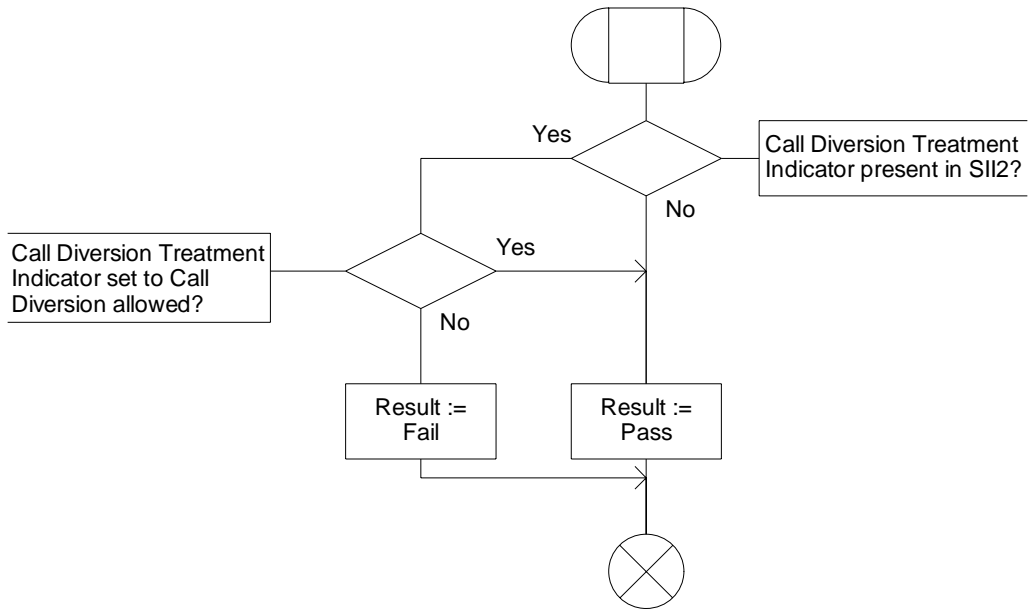 Yes
Call Diversion Treatment
Indicator present in SII2?
No
Call Diversion Treatment
Indicator set to Call
Diversion allowed?
Yes
No
Result :=
Fail
Result :=
Pass